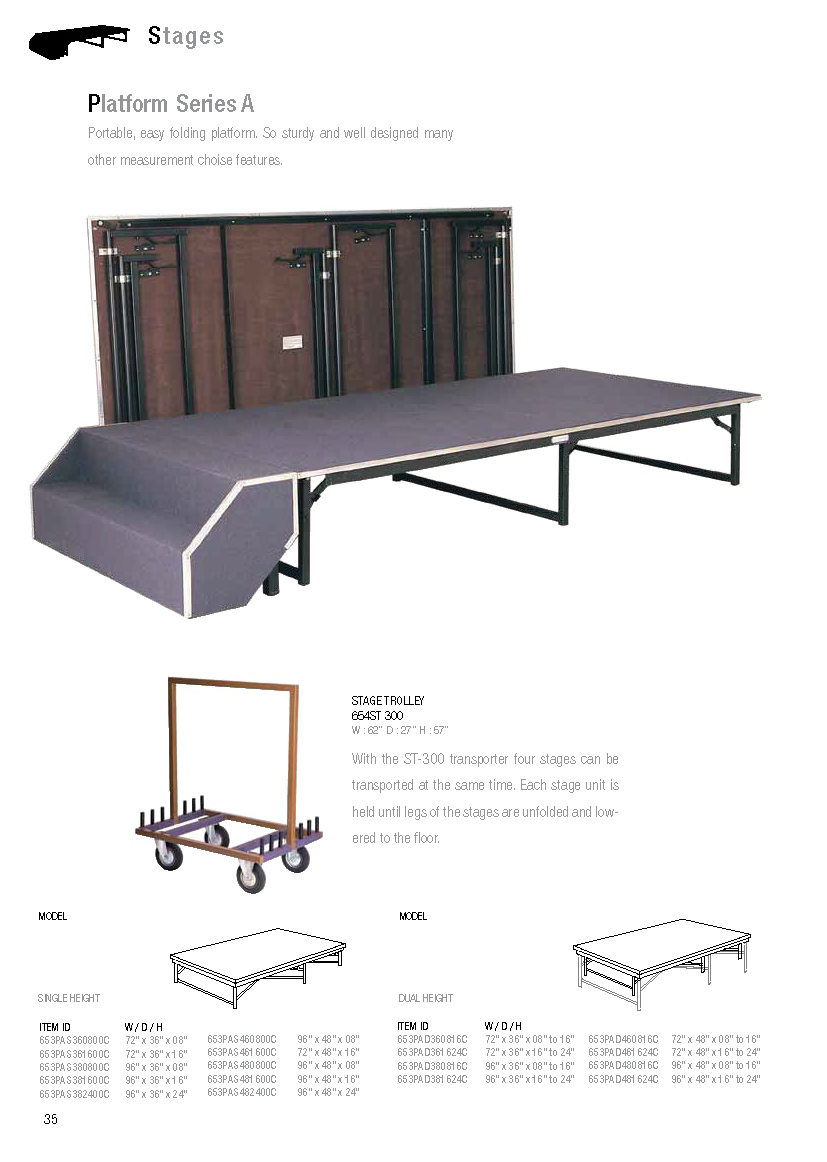 Stages
Platform Series A
Portable, easy folding platform. So sturdy and well designed many
other measurement choise features.
STAGE TROLLEY
654ST 300
W : 62" D : 27" H : 57"
With the ST-300 transporter four stages can be
transported at the same time. Each stage unit is
held until legs of the stages are unfolded and low-
ered to the floor.
MODEL
SINGLE HEIGHT
ITEM ID W / D / H
653PAS360800C 72" x 36" x 08" 653PAS460800C 96" x 48" x 08"
653PAS361600C 72" x 36" x 16" 653PAS461600C 72" x 48" x 16"
653PAS380800C 96" x 36" x 08" 653PAS480800C 96" x 48" x 08"
653PAS381600C 96" x 36" x 16" 653PAS481600C 96" x 48" x 16"
653PAS382400C 96" x 36" x 24" 653PAS482400C 96" x 48" x 24"
MODEL
DUAL HEIGHT
ITEM ID W / D / H
653PAD360816C 72" x 36" x 08" to 16" 653PAD460816C 72" x 48" x 08" to 16"
653PAD361624C 72" x 36" x 16" to 24" 653PAD461624C 72" x 48" x 16" to 24"
653PAD380816C 96" x 36" x 08" to 16" 653PAD480816C 96" x 48" x 08" to 16"
653PAD381624C 96" x 36" x 16" to 24" 653PAD481624C 96" x 48" x 16" to 24"
35